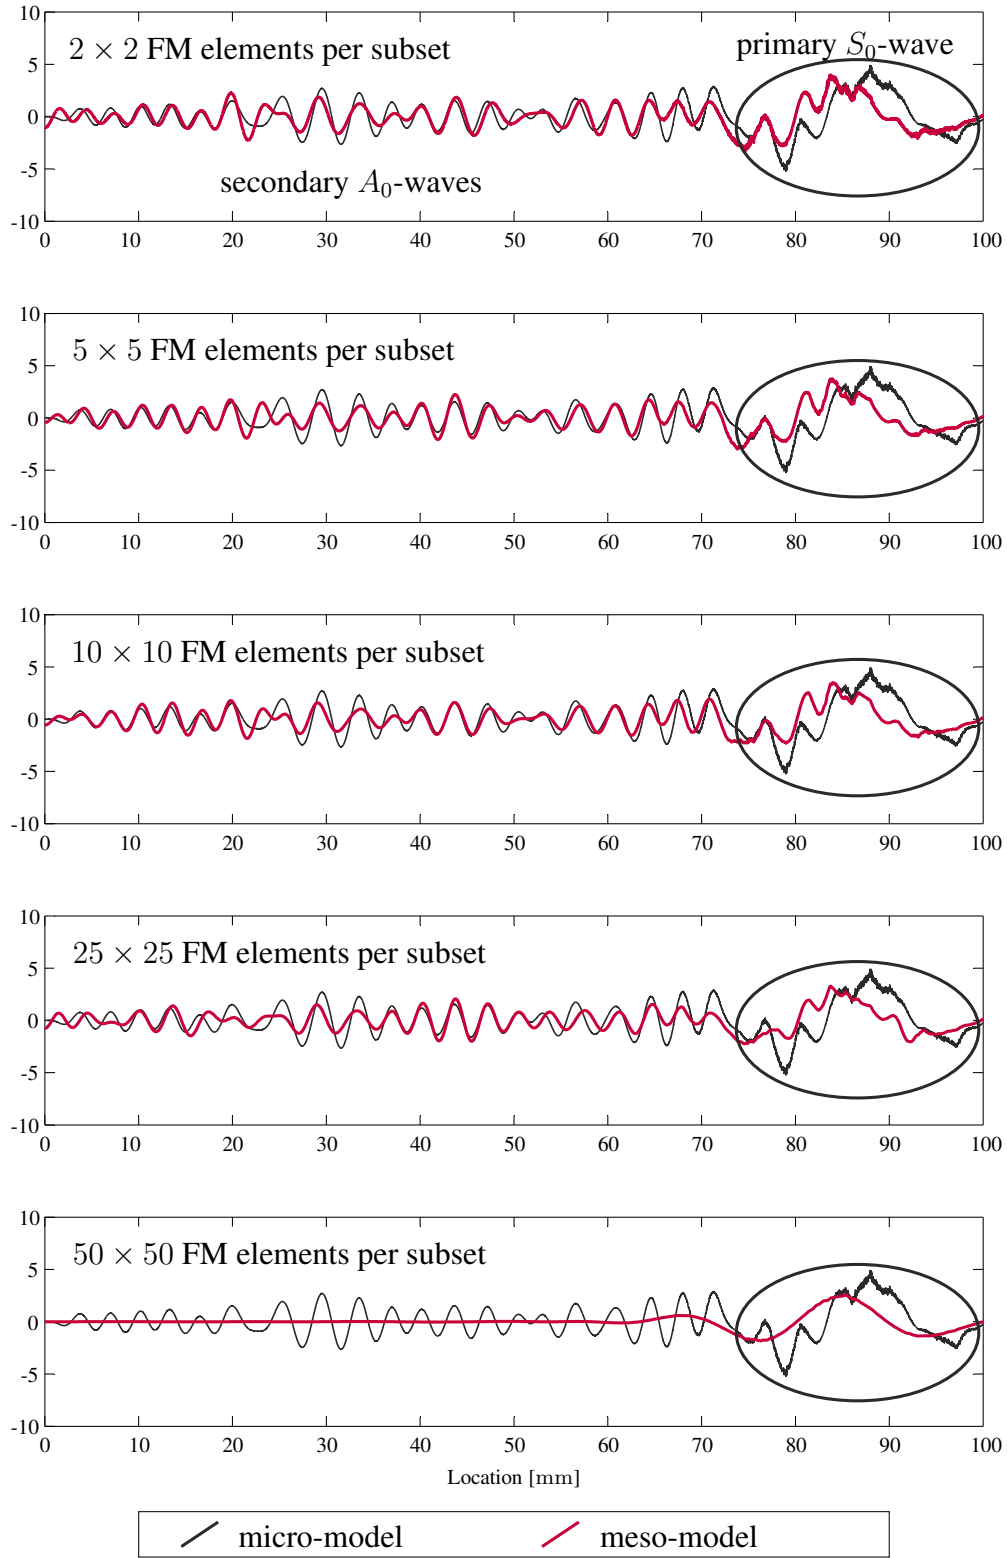 10
2 × 2 FM elements per subset
primary S₀-wave
5
0
-5
secondary A₀-waves
-10
0 10 20 30 40 50 60 70 80 90 100
10
5 × 5 FM elements per subset
5
0
-5
-10
0 10 20 30 40 50 60 70 80 90 100
10
10 × 10 FM elements per subset
5
0
-5
-10
0 10 20 30 40 50 60 70 80 90 100
10
25 × 25 FM elements per subset
5
0
-5
-10
0 10 20 30 40 50 60 70 80 90 100
10
50 × 50 FM elements per subset
5
0
-5
-10
0 10 20 30 40 50 60 70 80 90 100
Location [mm]
micro-model meso-model